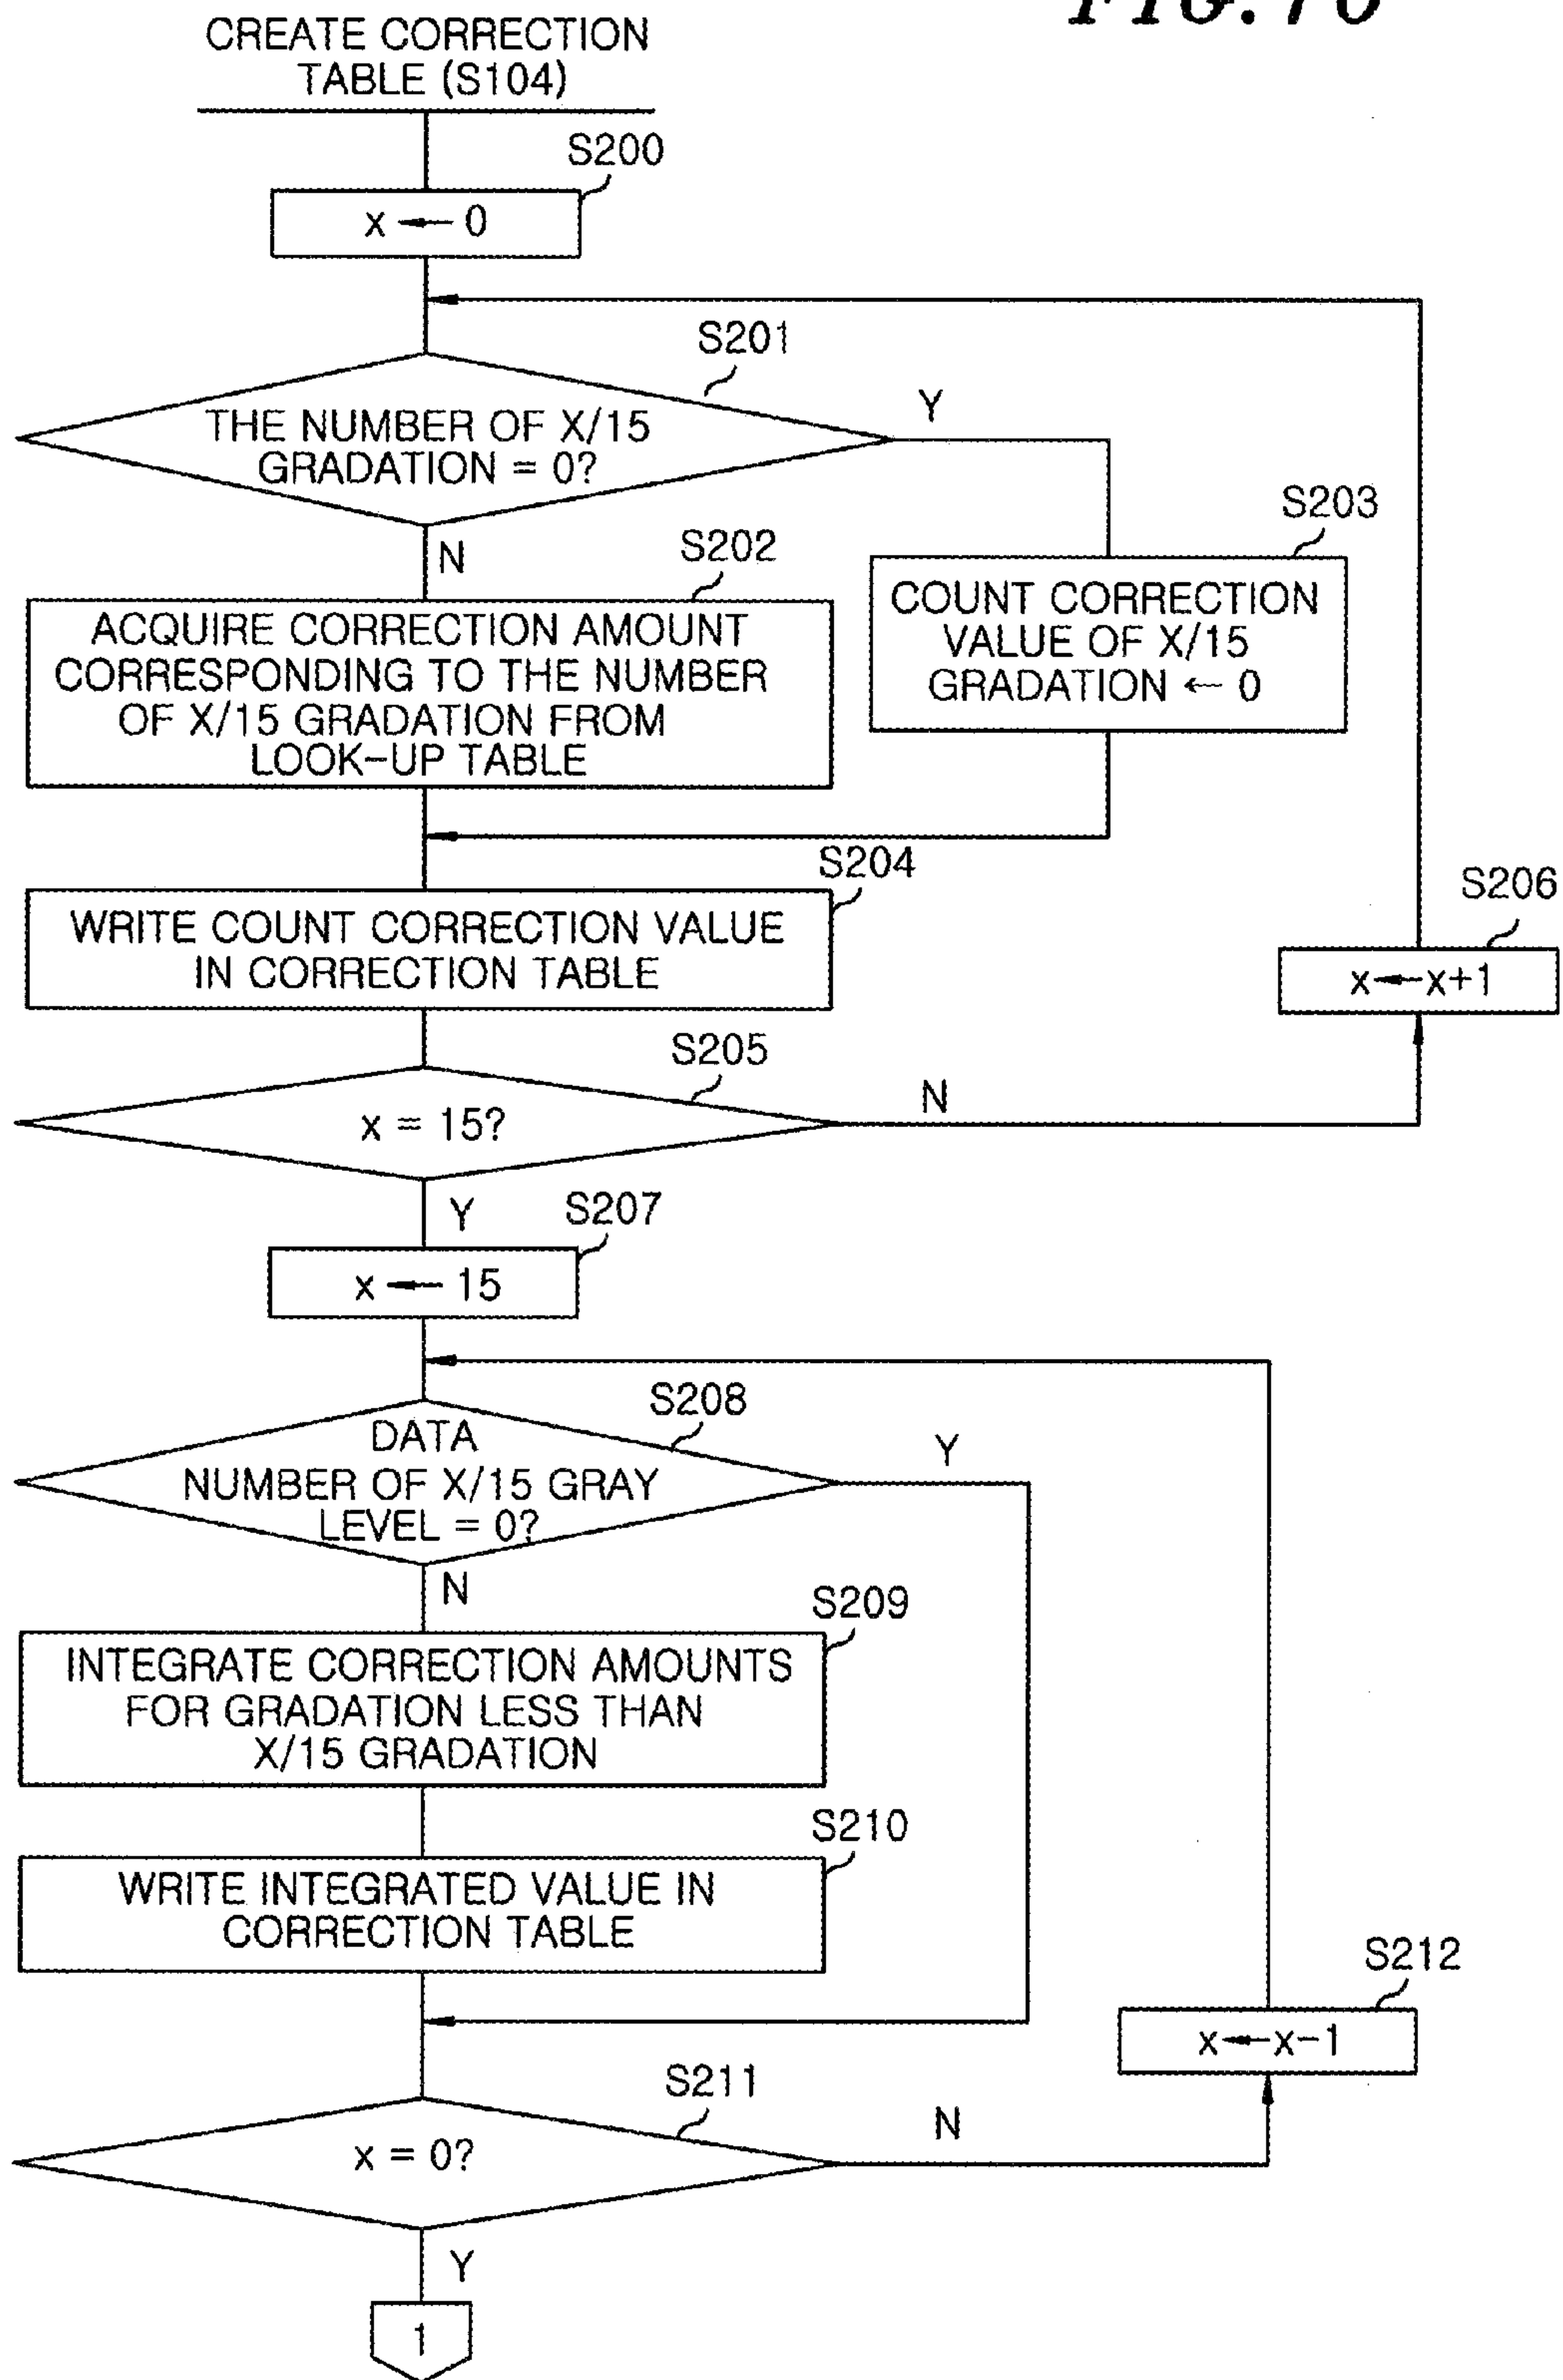 FIG. 10
CREATE CORRECTION
TABLE (S104)
S200
x ← 0
S201
THE NUMBER OF X/15
GRADATION = 0?
Y
N
S202
ACQUIRE CORRECTION AMOUNT
CORRESPONDING TO THE NUMBER
OF X/15 GRADATION FROM
LOOK-UP TABLE
S203
COUNT CORRECTION
VALUE OF X/15
GRADATION ← 0
S204
WRITE COUNT CORRECTION VALUE
IN CORRECTION TABLE
S206
x←x+1
S205
x = 15?
N
Y
S207
x ← 15
S208
DATA
NUMBER OF X/15 GRAY
LEVEL = 0?
Y
N
S209
INTEGRATE CORRECTION AMOUNTS
FOR GRADATION LESS THAN
X/15 GRADATION
S210
WRITE INTEGRATED VALUE IN
CORRECTION TABLE
S212
x←x-1
S211
x = 0?
N
Y
1